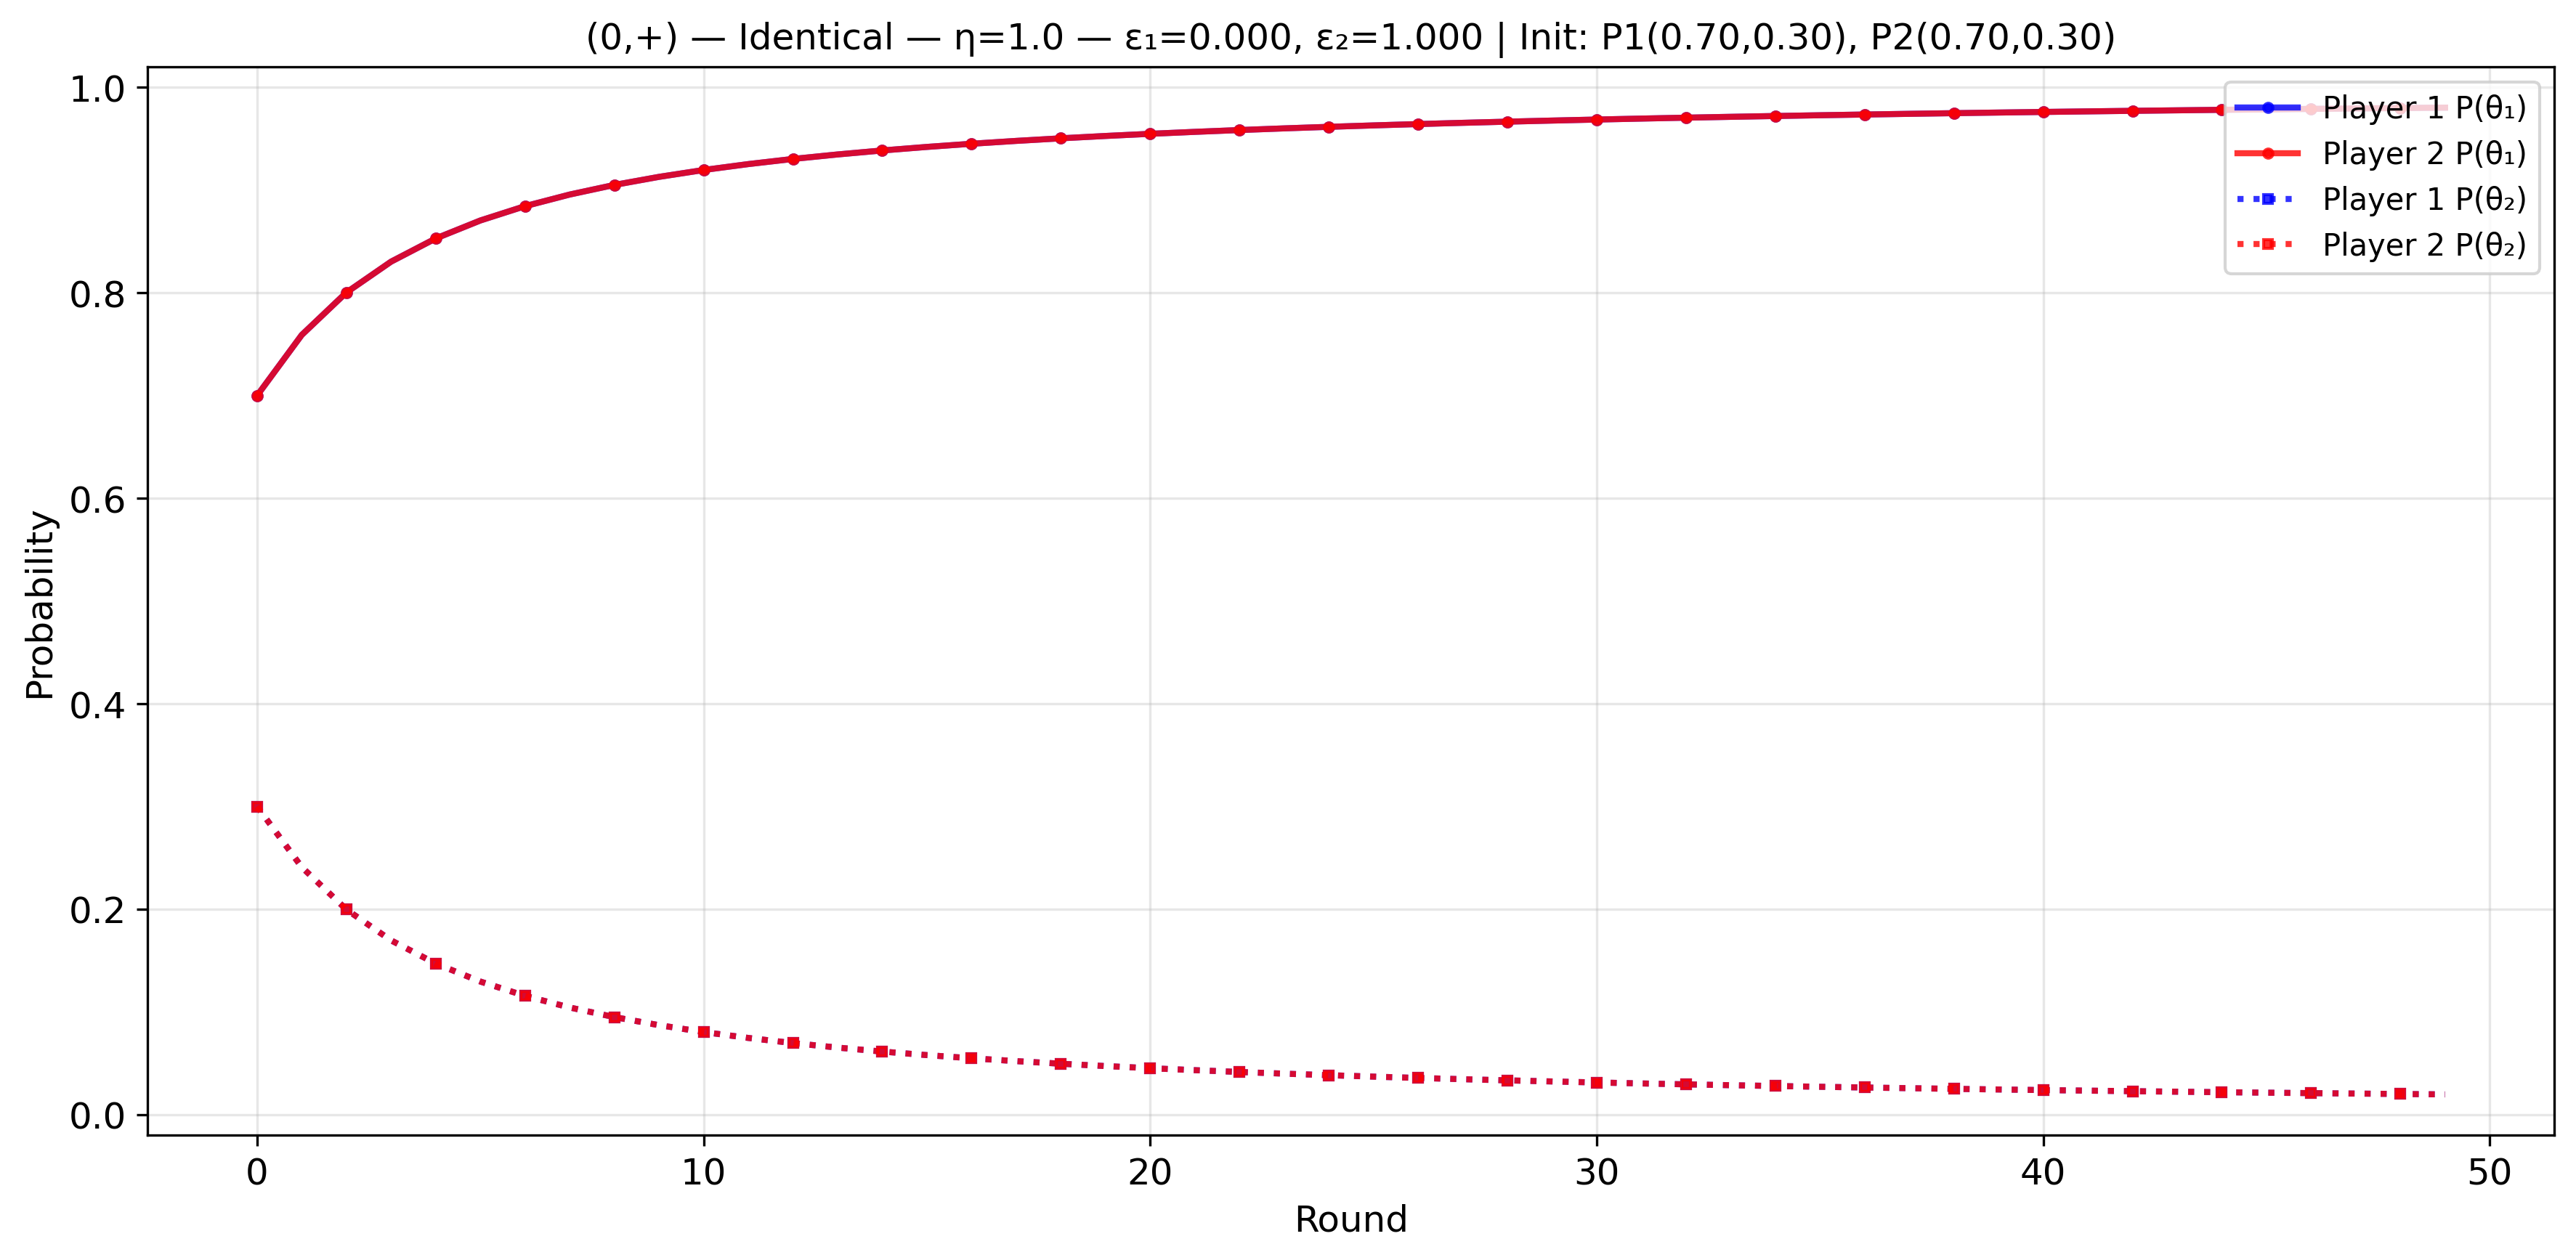 (0,+) — Identical — η=1.0 — ε₁=0.000, ε₂=1.000 | Init: P1(0.70,0.30), P2(0.70,0.30)
Probability
1.0
0.8
0.6
0.4
0.2
0.0
Player 1 P(θ₁)
Player 2 P(θ₁)
Player 1 P(θ₂)
Player 2 P(θ₂)
0 10 20 30 40 50
Round